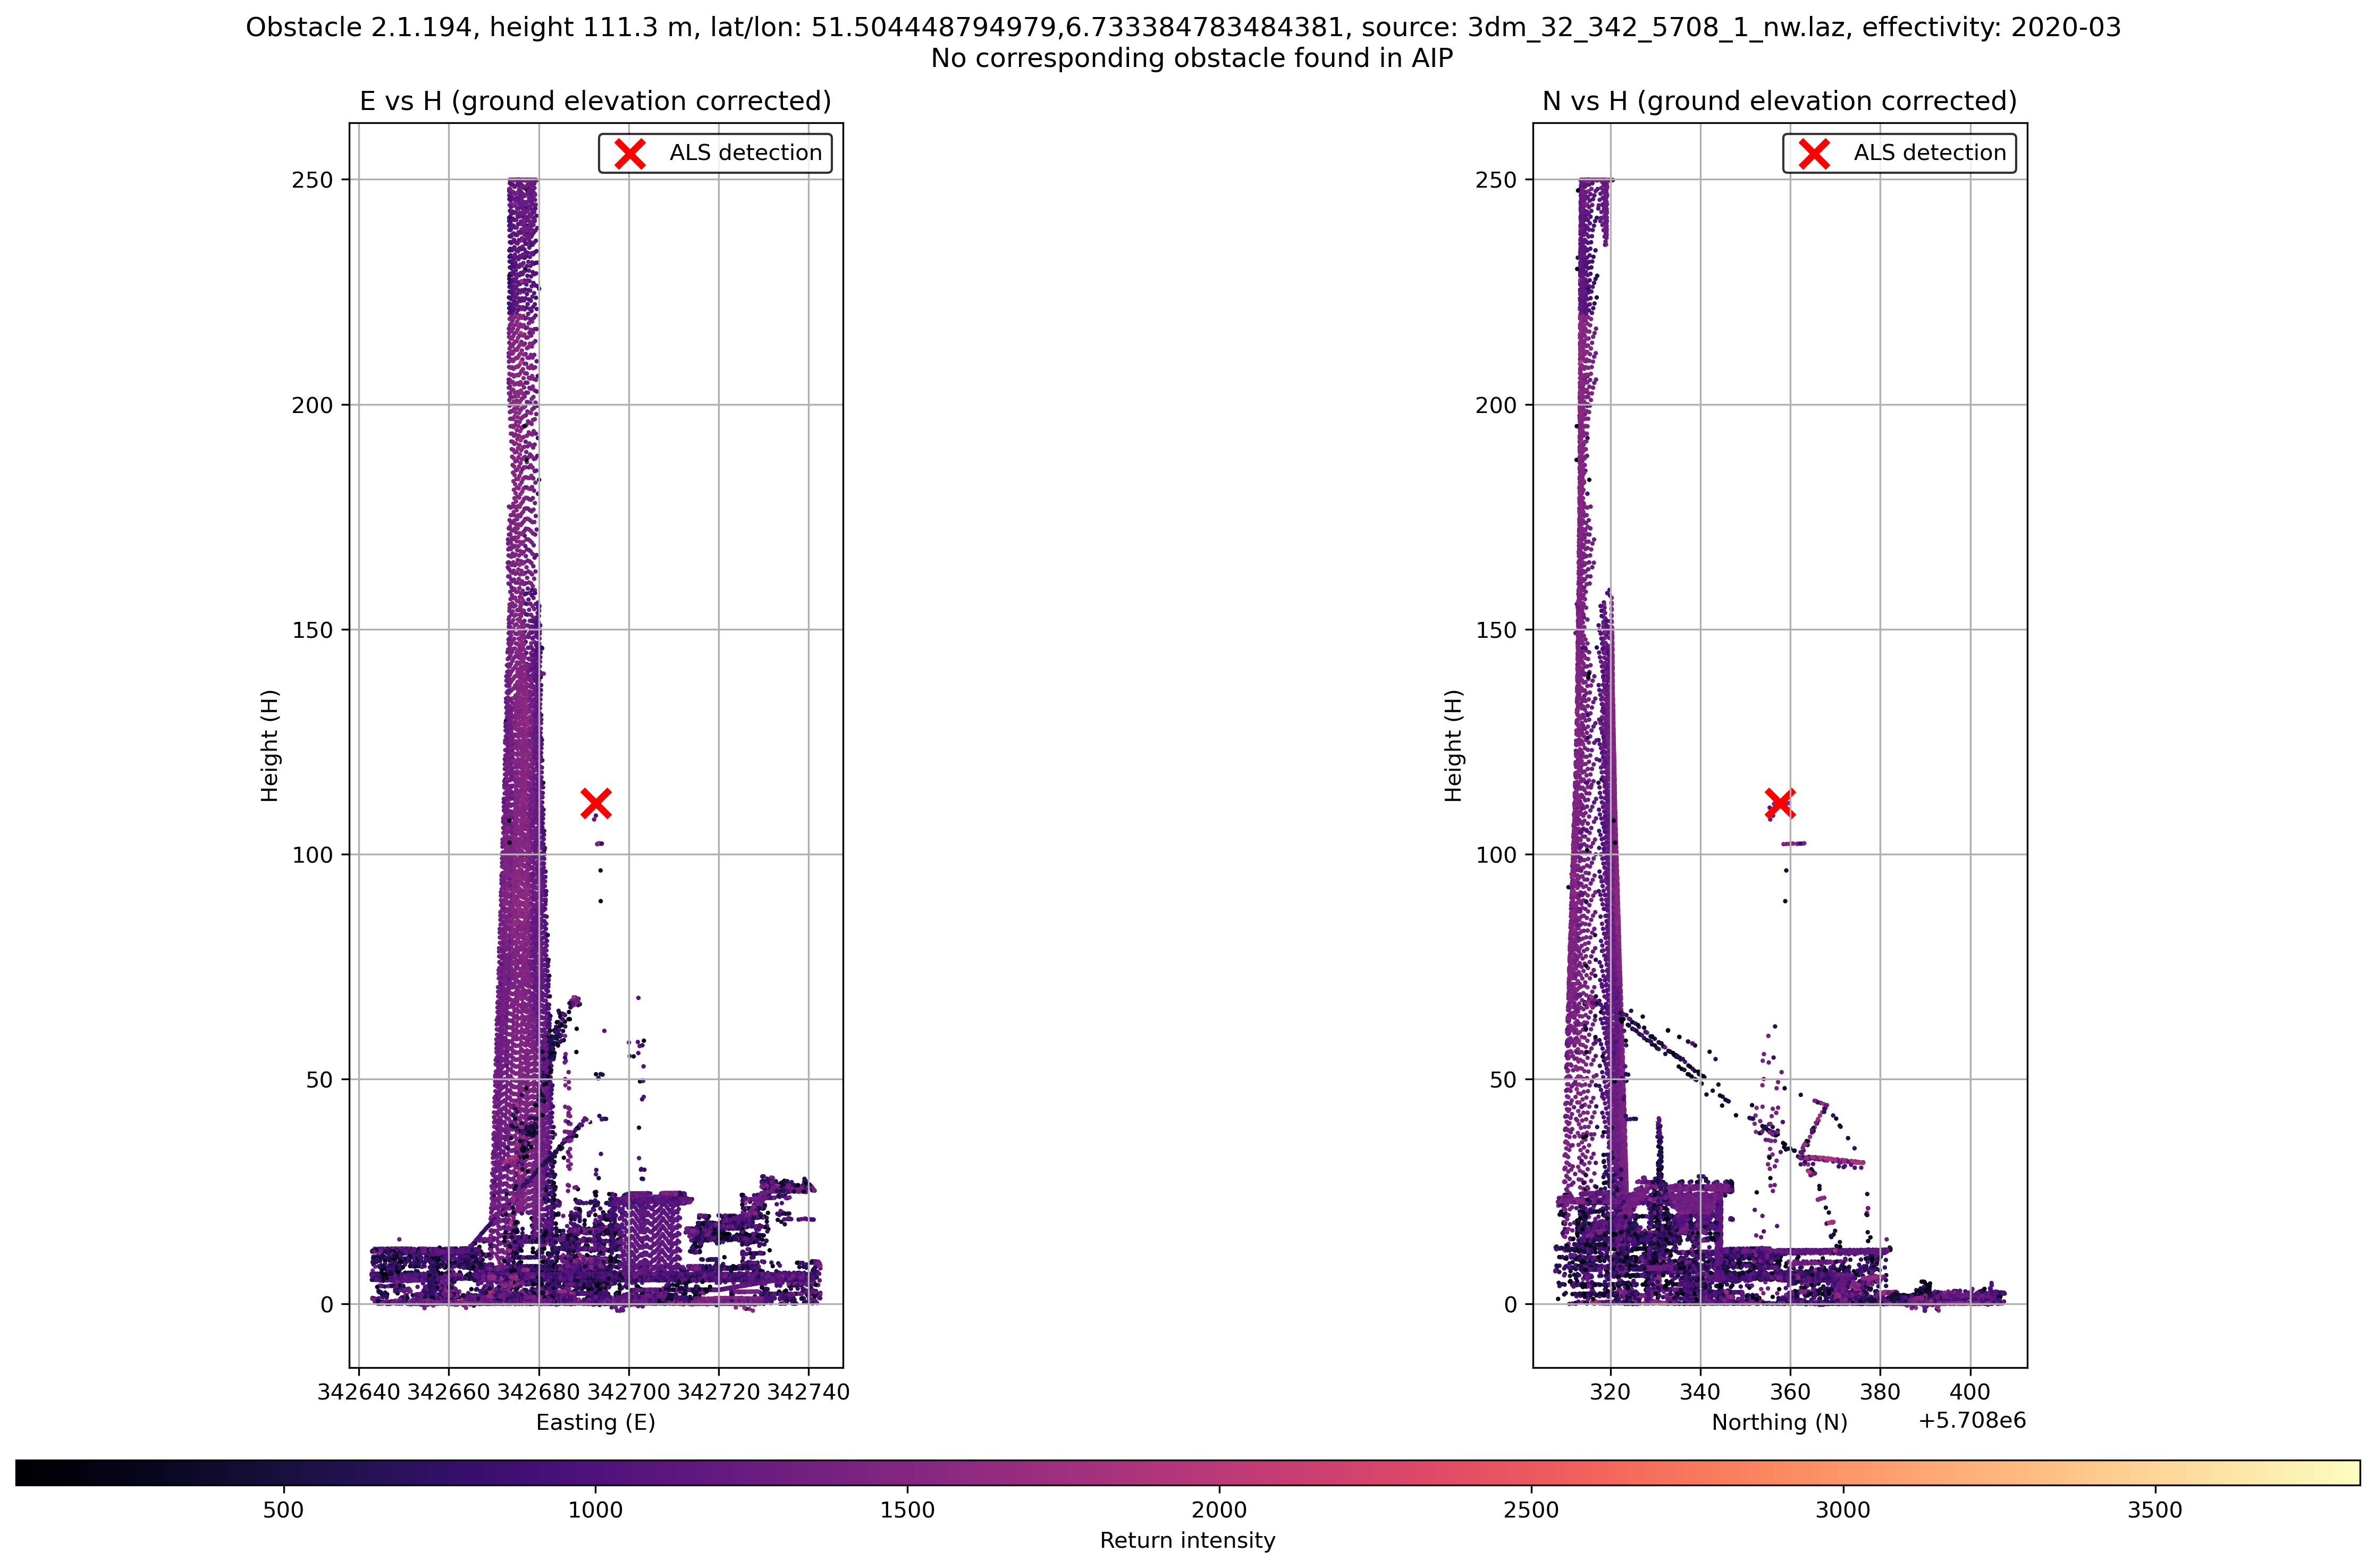 Obstacle 2.1.194, height 111.3 m, lat/lon: 51.504448794979,6.733384783484381, source: 3dm_32_342_5708_1_nw.laz, effectivity: 2020-03
No corresponding obstacle found in AIP
E vs H (ground elevation corrected)
ALS detection
250
200
150
100
50
0
Height (H)
342640 342660 342680 342700 342720 342740
Easting (E)
N vs H (ground elevation corrected)
ALS detection
250
200
150
100
50
0
Height (H)
320 340 360 380 400
Northing (N)
+5.708e6
500 1000 1500 2000 2500 3000 3500
Return intensity